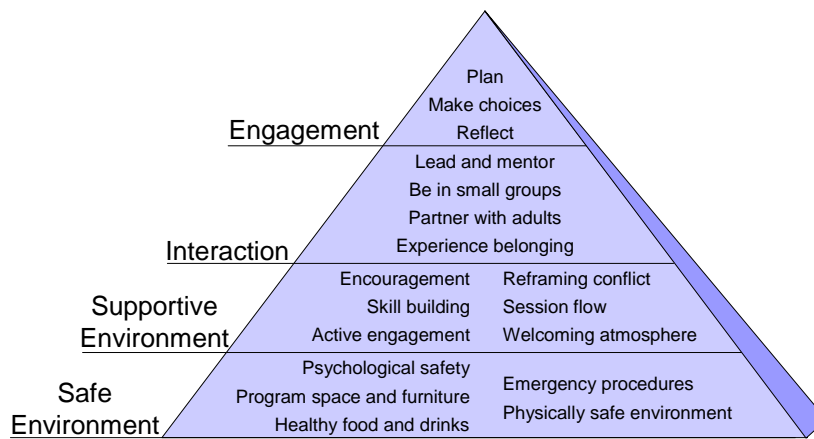 Plan
Make choices
Reflect
Engagement
Lead and mentor
Be in small groups
Partner with adults
Experience belonging
Interaction
Encouragement
Skill building
Active engagement
Reframing conflict
Session flow
Welcoming atmosphere
Supportive
Environment
Psychological safety
Program space and furniture
Healthy food and drinks
Emergency procedures
Physically safe environment
Safe
Environment